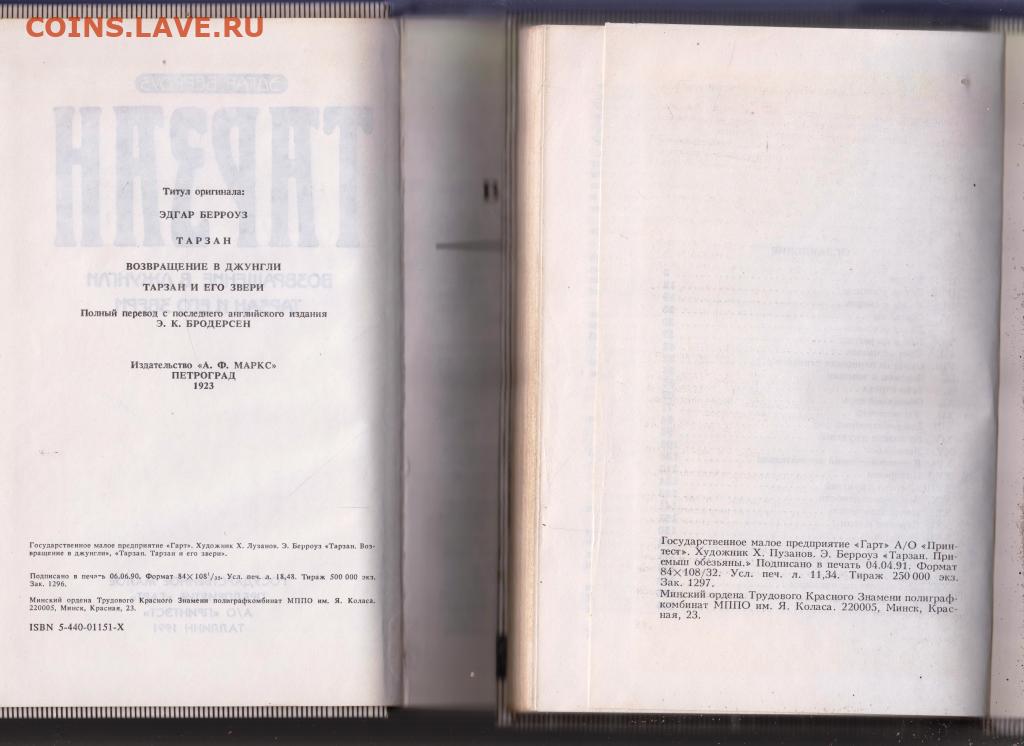 COINS.LAVE.RU
Титул оригинала:
ЭДГАР БЕРРОУЗ
ТАРЗАН
ВОЗВРАЩЕНИЕ В ДЖУНГЛИ
ТАРЗАН И ЕГО ЗВЕРИ
Полный перевод с последнего английского издания
Э. К. БРОДЕРСЕН
Издательство «А. Ф. МАРКС»
ПЕТРОГРАД
1923
Государственное малое предприятие «Гарт». Художник Х. Лузанов. Э. Берроуз «Тарзан. Воз-
вращение в джунгли», «Тарзан. Тарзан и его звери».
Подписано в печать 06.06.90. Формат 84×108¹/₃₅. Усл. печ. л. 18,48. Тираж 500 000 экз.
Зак. 1296.
Минский ордена Трудового Красного Знамени полиграфкомбинат МППО им. Я. Коласа.
220005, Минск, Красная, 23.
ISBN 5-440-01151-X
Государственное малое предприятие «Гарт» А/О «Прин-
тест». Художник Х. Пузанов. Э. Берроуз «Тарзан. При-
емыш обезьяны.» Подписано в печать 04.04.91. Формат
84×108/32. Усл. печ. л. 11,34. Тираж 250 000 экз.
Зак. 1297.
Минский ордена Трудового Красного Знамени полиграф-
комбинат МППО им. Я. Коласа. 220005, Минск, Крас-
ная, 23.